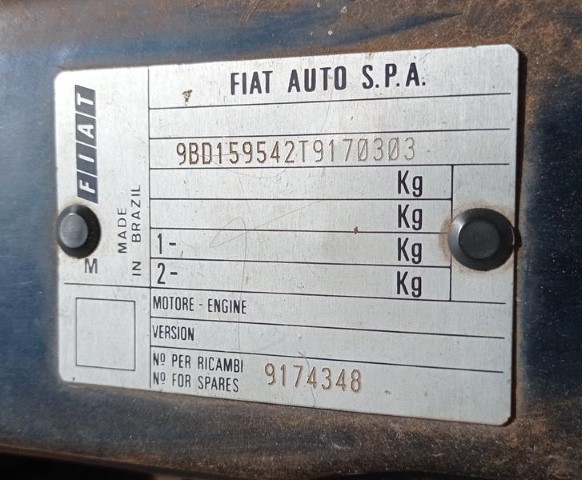 FIAT AUTO S.P.A.
FIAT
MADE
IN BRAZIL
M
9BD159542T9170303
Kg
Kg
1- Kg
2- Kg
MOTORE - ENGINE
VERSION
Nº PER RICAMBI
Nº FOR SPARES 9174348